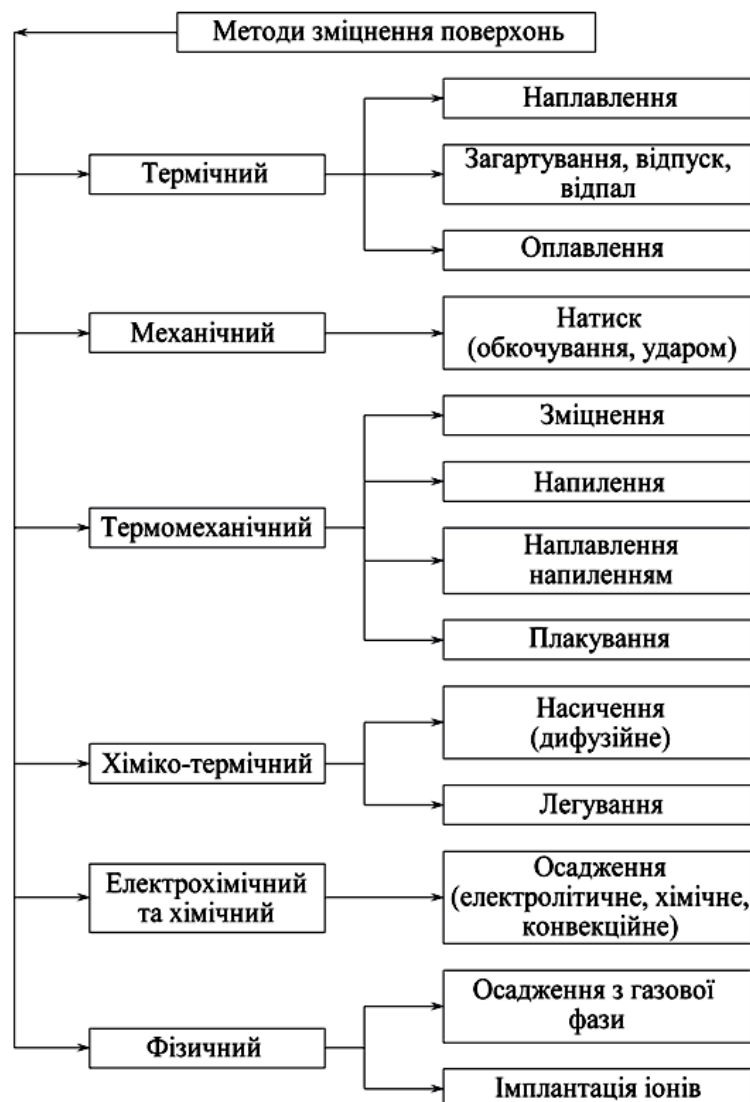 Методи зміцнення поверхонь
Термічний
Наплавлення
Загартування, відпуск,
відпал
Оплавлення
Механічний
Натиск
(обкочування, ударом)
Термомеханічний
Зміцнення
Напилення
Наплавлення
напиленням
Плакування
Хіміко-термічний
Насичення
(дифузійне)
Легування
Електрохімічний
та хімічний
Осадження
(електролітичне, хімічне,
конвекційне)
Фізичний
Осадження з газової
фази
Імплантація іонів